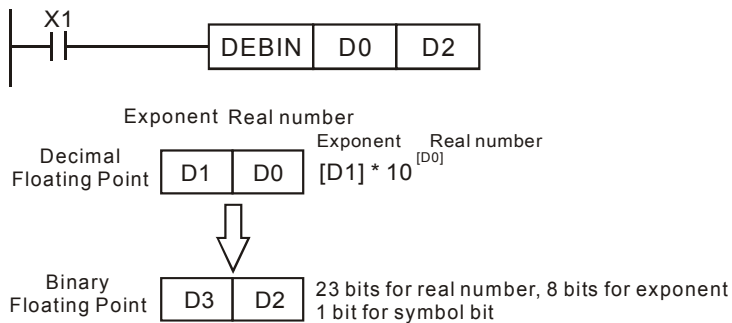 X1
DEBIN D0 D2
Exponent Real number
Exponent Real number
Decimal
Floating Point
D1 D0
[D1] * 10 [D0]
Binary
Floating Point
D3 D2
23 bits for real number, 8 bits for exponent
1 bit for symbol bit